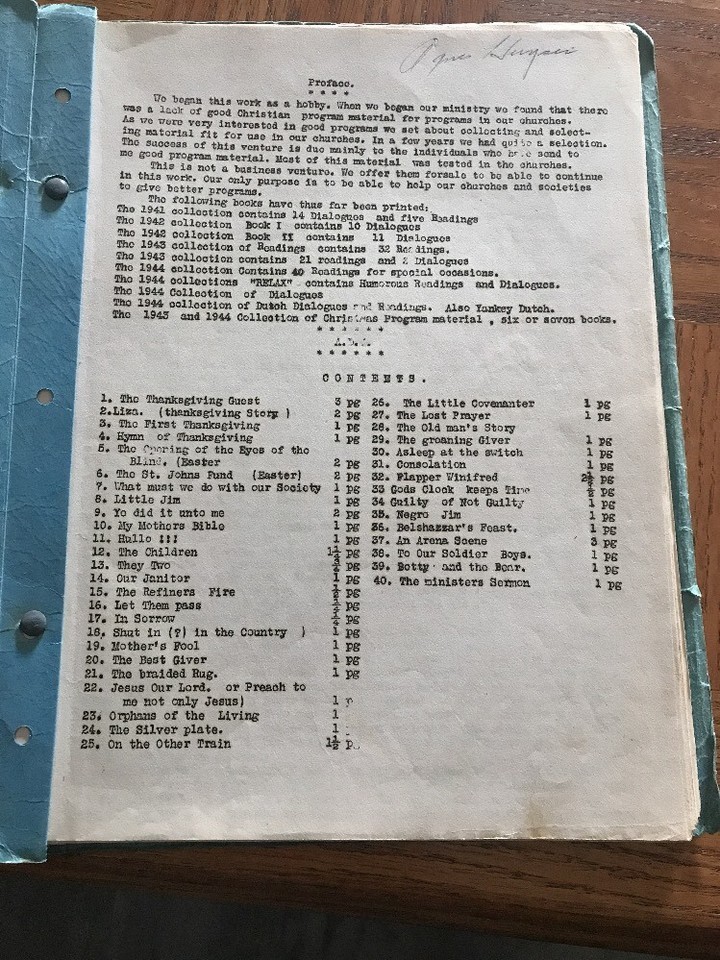 Agnes
Preface.
* * * *
We began this work as a hobby. When we began our ministry we found that there
was a lack of good Christian program material for programs in our churches.
As we were very interested in good programs we set about collecting and select-
ing material fit for use in our churches. In a few years we had quite a selection.
The success of this venture is due mainly to the individuals who have send to
me good program material. Most of this material was tested in the churches.
This is not a business venture. We offer them forsale to be able to continue
in this work. Our only purpose is to be able to help our churches and societies
to give better programs.
The following books have thus far been printed;
The 1941 collection contains 14 Dialogues and five Readings
The 1942 collection Book I contains 10 Dialogues
The 1942 collection Book II contains 11 Dialogues
The 1943 collection of Readings contains 32 Readings.
The 1943 collection contains 21 readings and 2 Dialogues
The 1944 collection Contains 40 Readings for special occasions.
The 1944 collections "RELAX" contains Humorous Readings and Dialogues.
The 1944 Collection of Dialogues
The 1944 collection of Dutch Dialogues and Readings. Also Yankey Dutch.
The 1943 and 1944 Collection of Christmas Program material , six or seven books.
* * * * * *
* * * * * *
CONTENTS.
1. The Thanksgiving Guest 3 pg
2.Liza. (thanksgiving Story ) 2 pg
3. The First Thanksgiving 1 pg
4. Hymn of Thanksgiving 1 pg
5. The Opening of the Eyes of the
Blind. (Easter 2 pg
6. The St. Johns Fund (Easter) 2 pg
7. What must we do with our Society 1 pg
8. Little Jim 1 pg
9. Ye did it unto me 2 pg
10. My Mothers Bible 1 pg
11. Hullo !!! 1 pg
12. The Children 1½ pg
13. They Two pg
14. Our Janitor 1 pg
15. The Refiners Fire ½ pg
16. Let Them pass pg
17. In Sorrow pg
18. Shut in (?) in the Country ) 1 pg
19. Mother's Fool 1 pg
20. The Best Giver 1 pg
21. The braided Rug. 1 pg
22. Jesus Our Lord. or Preach to
me not only Jesus) 1 p
23. Orphans of the Living 1
24. The Silver plate. 1
25. On the Other Train 1½ p
26. The Little Covenanter 1 pg
27. The Lost Prayer 1 pg
28. The Old man's Story
29. The groaning Giver 1 pg
30. Asleep at the switch 1 pg
31. Consolation 1 pg
32. Flapper Winifred 2½ pg
33 Gods Clock keeps Time ½ pg
34 Guilty of Not Guilty 1 pg
35. Negro Jim 1 pg
36. Belshazzar's Feast. 1 pg
37. An Arena Scene 3 pg
38. To Our Soldier Boys. 1 pg
39. Betty and the Bear. 1 pg
40. The ministers Sermon 1 pg